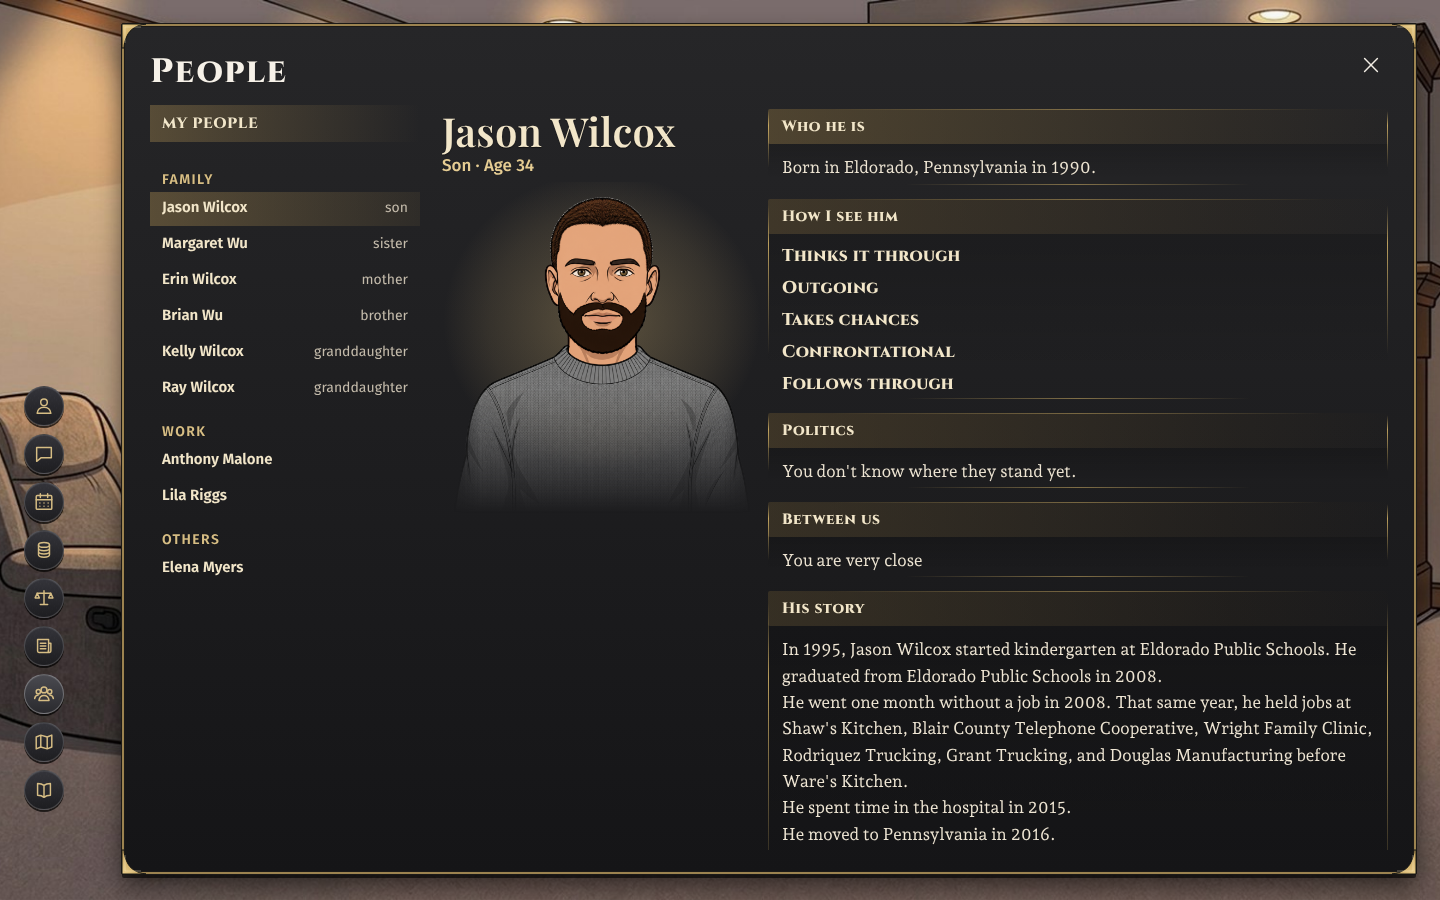 People
My people
FAMILY
Jason Wilcox son
Margaret Wu sister
Erin Wilcox mother
Brian Wu brother
Kelly Wilcox granddaughter
Ray Wilcox granddaughter
WORK
Anthony Malone
Lila Riggs
OTHERS
Elena Myers
Jason Wilcox
Son · Age 34
Who he is
Born in Eldorado, Pennsylvania in 1990.
How I see him
Thinks it through
Outgoing
Takes chances
Confrontational
Follows through
Politics
You don't know where they stand yet.
Between us
You are very close
His story
In 1995, Jason Wilcox started kindergarten at Eldorado Public Schools. He
graduated from Eldorado Public Schools in 2008.
He went one month without a job in 2008. That same year, he held jobs at
Shaw's Kitchen, Blair County Telephone Cooperative, Wright Family Clinic,
Rodriquez Trucking, Grant Trucking, and Douglas Manufacturing before
Ware's Kitchen.
He spent time in the hospital in 2015.
He moved to Pennsylvania in 2016.